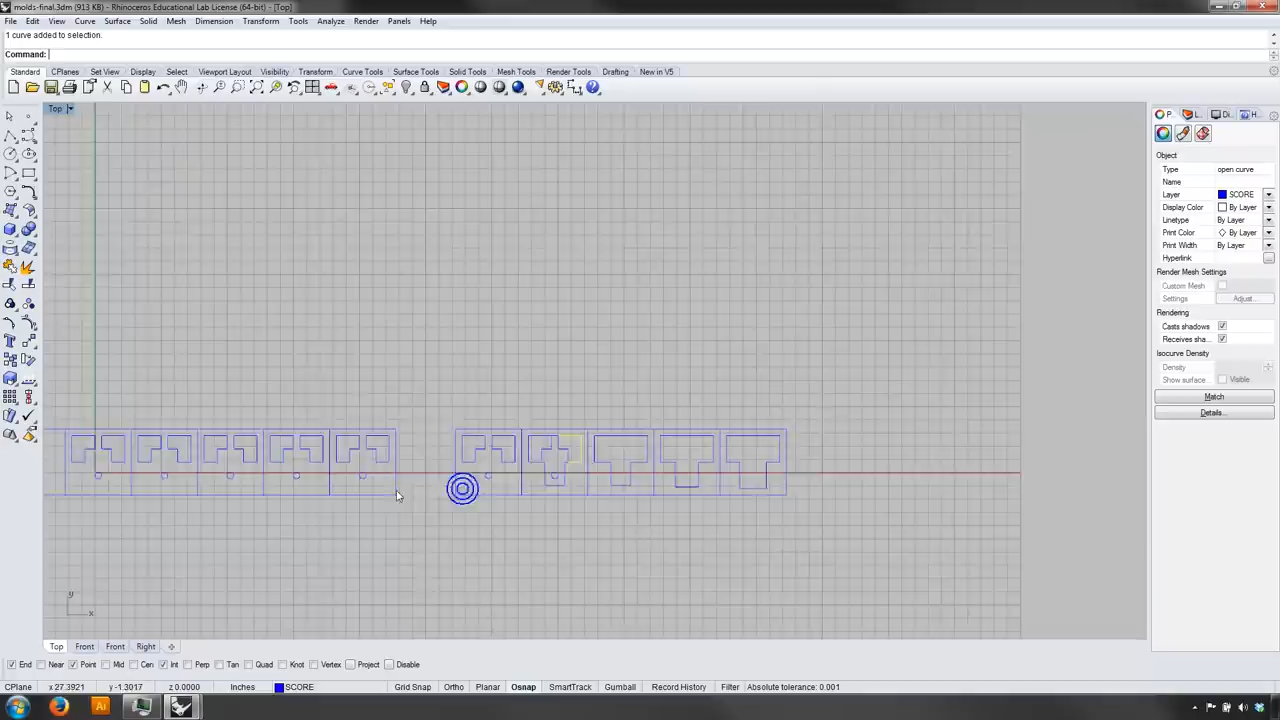 molds-final.3dm (913 KB) - Rhinoceros Educational Lab License (64-bit) - [Top]
File Edit View Curve Surface Solid Mesh Dimension Transform Tools Analyze Render Panels Help
1 curve added to selection.
Command:
Standard CPlanes Set View Display Select Viewport Layout Visibility Transform Curve Tools Surface Tools Solid Tools Mesh Tools Render Tools Drafting New in V5
Top
P... L... Di... H...
Object
Type open curve
Name
Layer SCORE
Display Color By Layer
Linetype By Layer
Print Color By Layer
Print Width By Layer
Hyperlink
Render Mesh Settings
Custom Mesh
Settings Adjust...
Rendering
Casts shadows
Receives sha...
Isocurve Density
Density
Show surface ... Visible
Match
Details...
y
x
Top Front Front Right
End Near Point Mid Cen Int Perp Tan Quad Knot Vertex Project Disable
CPlane x 27.3921 y -1.3017 z 0.0000 Inches SCORE Grid Snap Ortho Planar Osnap SmartTrack Gumball Record History Filter Absolute tolerance: 0.001
Ai